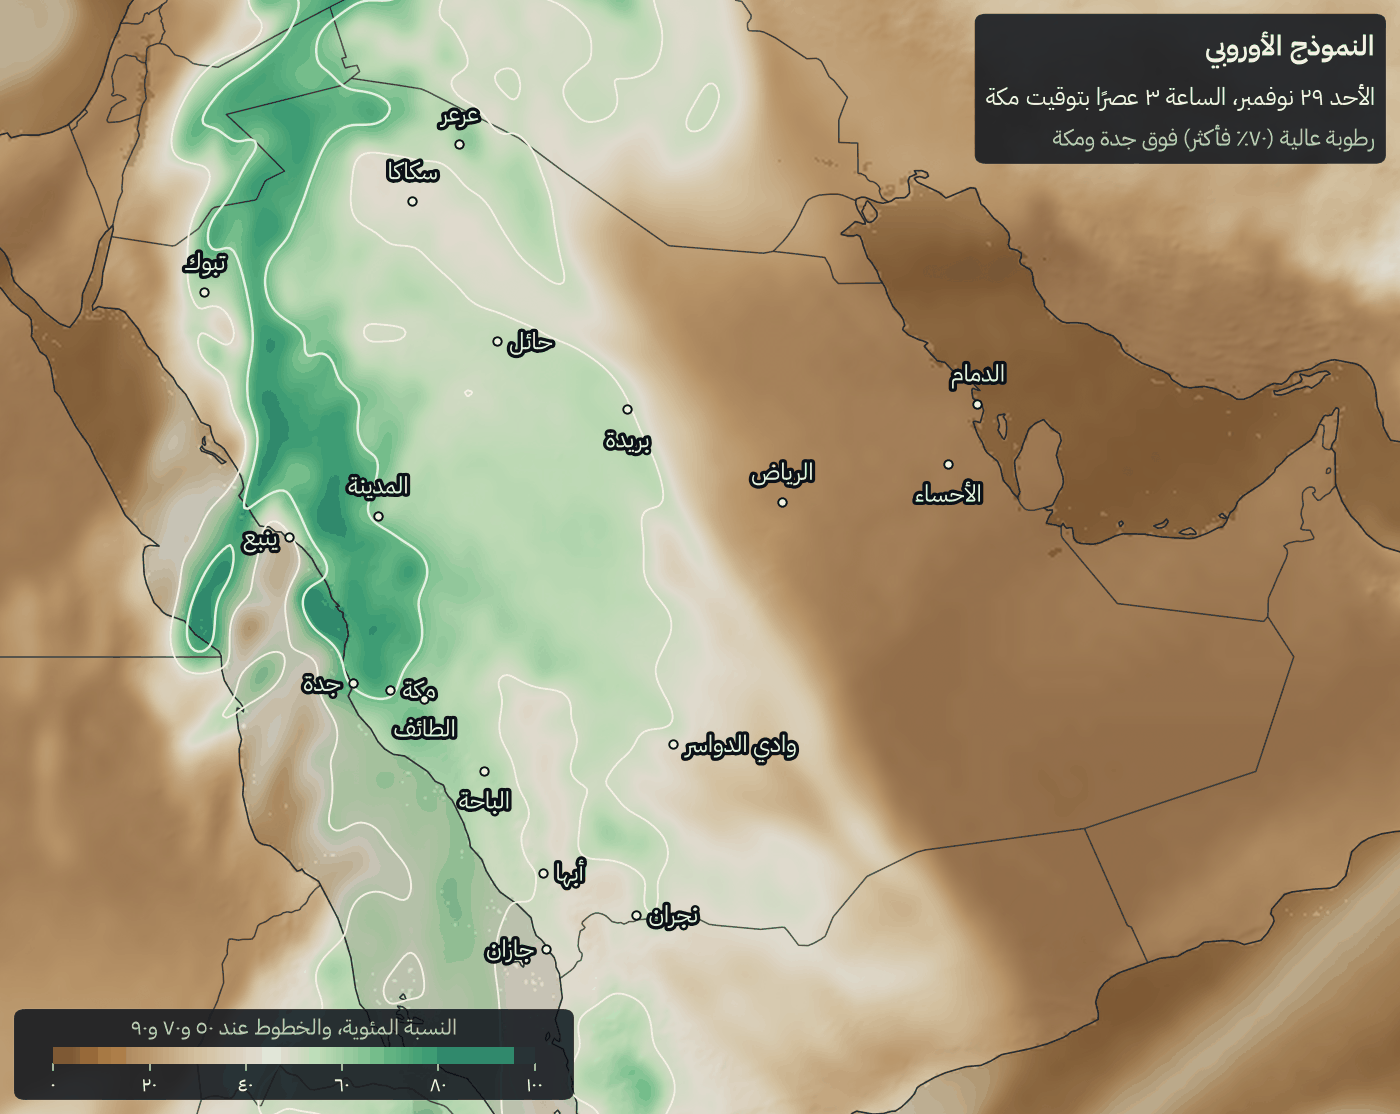 النموذج الأوروبي
الأحد ٢٩ نوفمبر، الساعة ٣ عصرًا بتوقيت مكة
رطوبة عالية (٧٠٪ فأكثر) فوق جدة ومكة
عرعر
سكاكا
تبوك
حائل
الدمام
بريدة
الرياض
المدينة
الأحساء
ينبع
جدة
مكة
الطائف
وادي الدواسر
الباحة
أبها
نجران
جازان
النسبة المئوية، والخطوط عند ٥٠ و٧٠ و٩٠
٠ ٢٠ ٤٠ ٦٠ ٨٠ ١٠٠